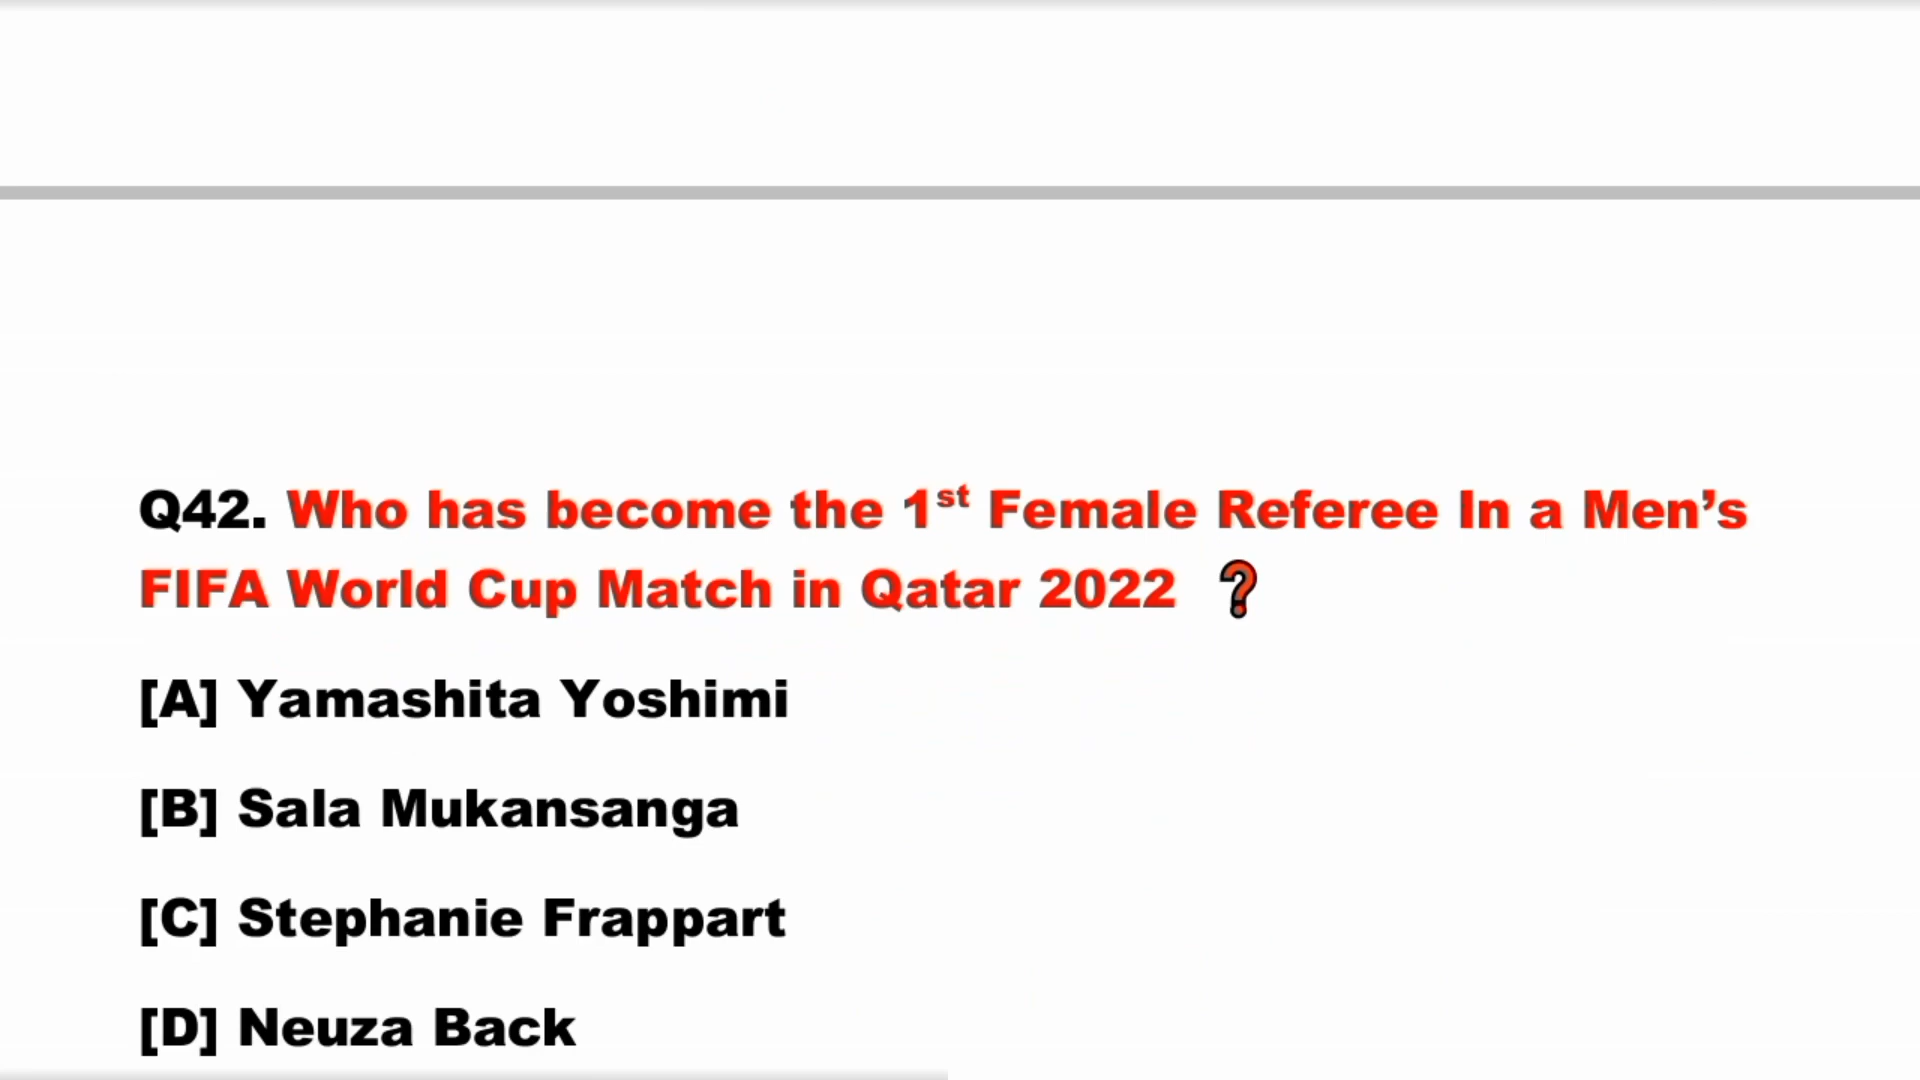 Q42. Who has become the 1st Female Referee In a Men’s
FIFA World Cup Match in Qatar 2022 ❓
[A] Yamashita Yoshimi
[B] Sala Mukansanga
[C] Stephanie Frappart
[D] Neuza Back